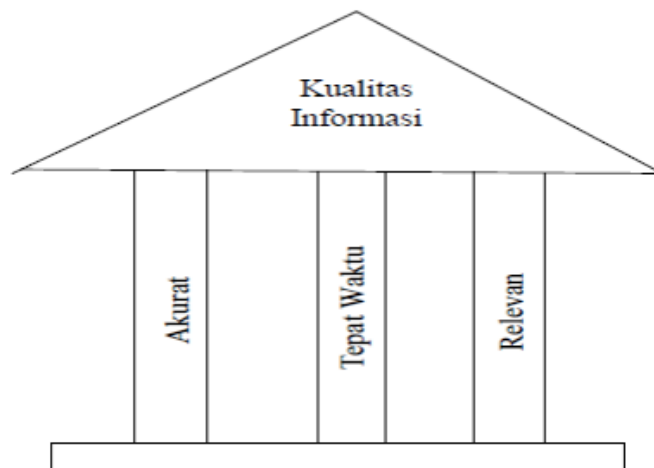 Kualitas
Informasi
Akurat
Tepat Waktu
Relevan